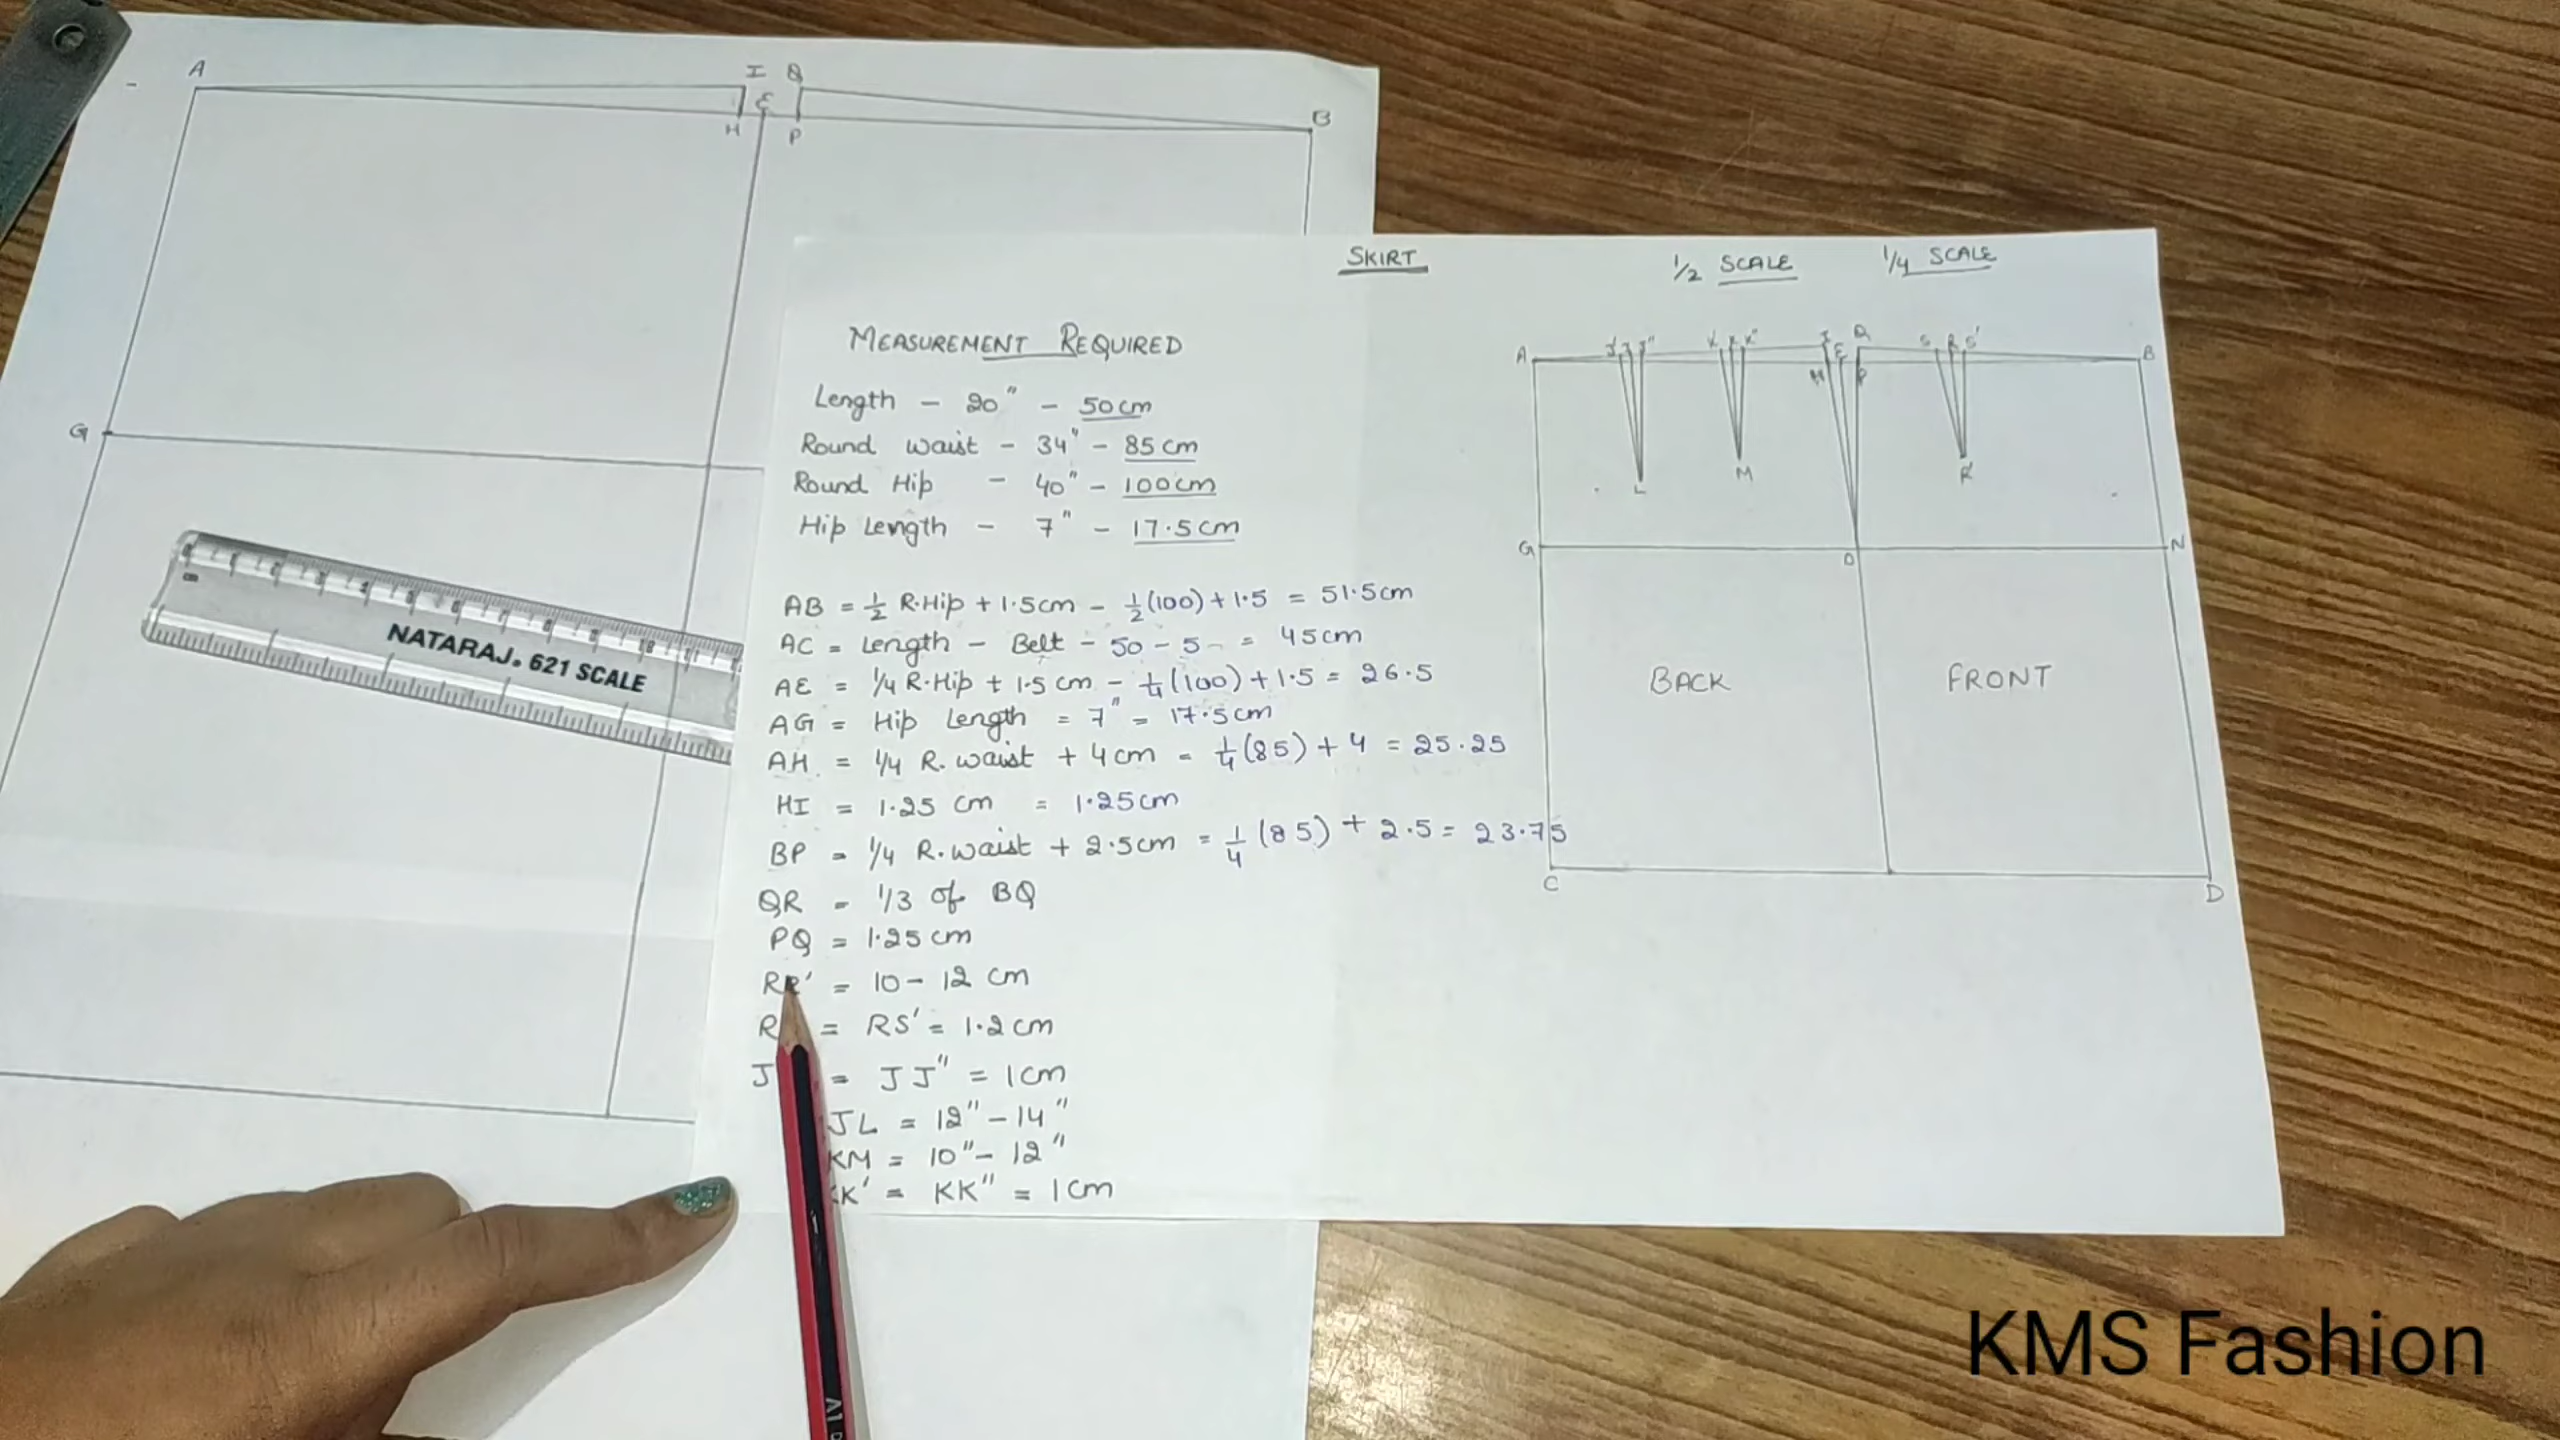 A
I Q
E
H
P
B
G
NATARAJ. 621 SCALE
SKIRT
1/2 SCALE
1/4 SCALE
MEASUREMENT REQUIRED
Length - 20" - 50cm
Round waist - 34" - 85cm
Round Hip - 40" - 100cm
Hip Length - 7" - 17.5cm
AB = 1/2 R.Hip + 1.5cm - 1/2(100) + 1.5 = 51.5cm
AC = Length - Belt - 50 - 5 = 45cm
AE = 1/4 R.Hip + 1.5 cm - 1/4(100) + 1.5 = 26.5
AG = Hip Length = 7" = 17.5cm
AH = 1/4 R. waist + 4cm = 1/4(85) + 4 = 25.25
HI = 1.25 cm = 1.25cm
BP = 1/4 R.waist + 2.5cm = 1/4 (85) + 2.5 = 23.75
QR = 1/3 of BQ
PQ = 1.25cm
RR' = 10 - 12 cm
R = RS' = 1.2cm
J = JJ" = 1cm
JL = 12" - 14"
KM = 10" - 12"
KK' = KK" = 1cm
A J' J J" K' K K" I E Q S R S' B
H P
L M R'
G O N
BACK FRONT
C D
KMS Fashion